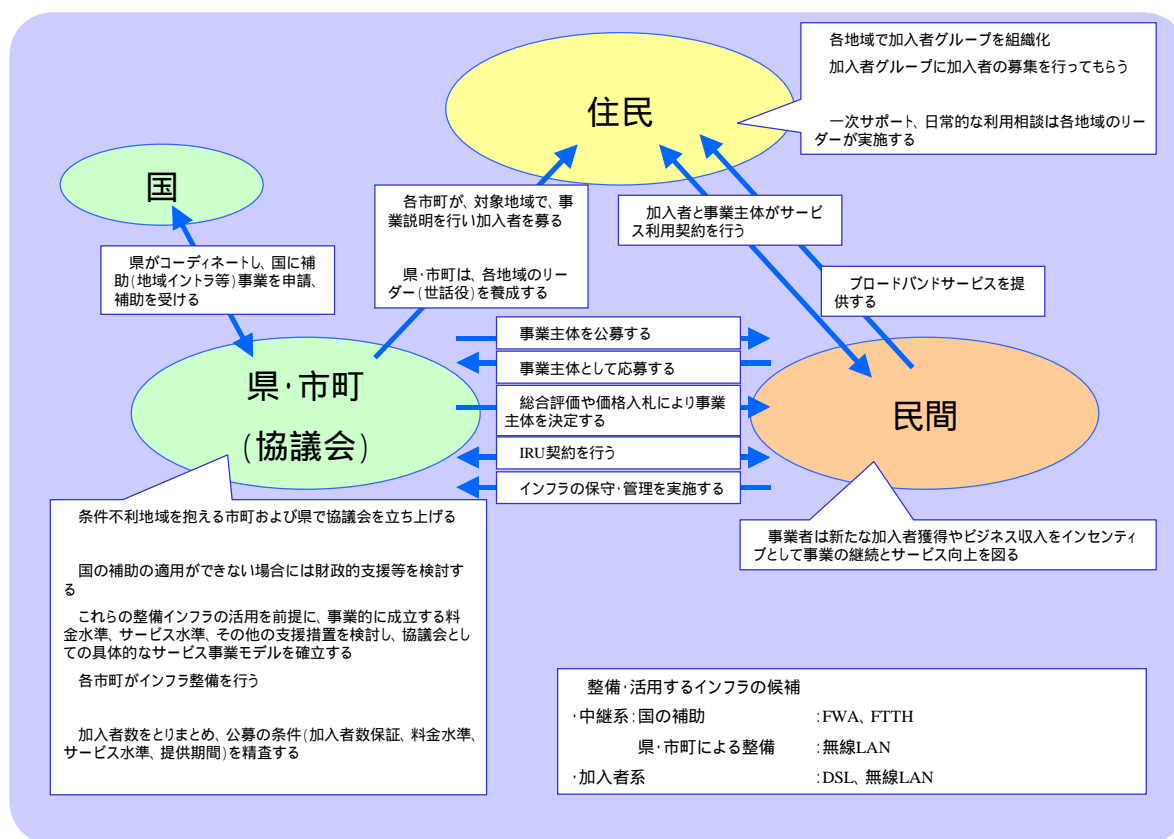 住民
各地域で加入者グループを組織化
加入者グループに加入者の募集を行ってもらう
一次サポート、日常的な利用相談は各地域のリー
ダーが実施する
国
県がコーディネートし、国に補
助(地域イントラ等)事業を申請、
補助を受ける
各市町が、対象地域で、事
業説明を行い加入者を募る
県・市町は、各地域のリー
ダー(世話役)を養成する
加入者と事業主体がサービ
ス利用契約を行う
ブロードバンドサービスを提
供する
県・市町
(協議会)
事業主体を公募する
事業主体として応募する
総合評価や価格入札により事業
主体を決定する
IRU契約を行う
インフラの保守・管理を実施する
民間
事業者は新たな加入者獲得やビジネス収入をインセンティ
ブとして事業の継続とサービス向上を図る
条件不利地域を抱える市町および県で協議会を立ち上げる
国の補助の適用ができない場合には財政的支援等を検討す
る
これらの整備インフラの活用を前提に、事業的に成立する料
金水準、サービス水準、その他の支援措置を検討し、協議会とし
ての具体的なサービス事業モデルを確立する
各市町がインフラ整備を行う
加入者数をとりまとめ、公募の条件(加入者数保証、料金水準、
サービス水準、提供期間)を精査する
整備・活用するインフラの候補
・中継系:国の補助 :FWA、FTTH
県・市町による整備 :無線LAN
・加入者系 :DSL、無線LAN